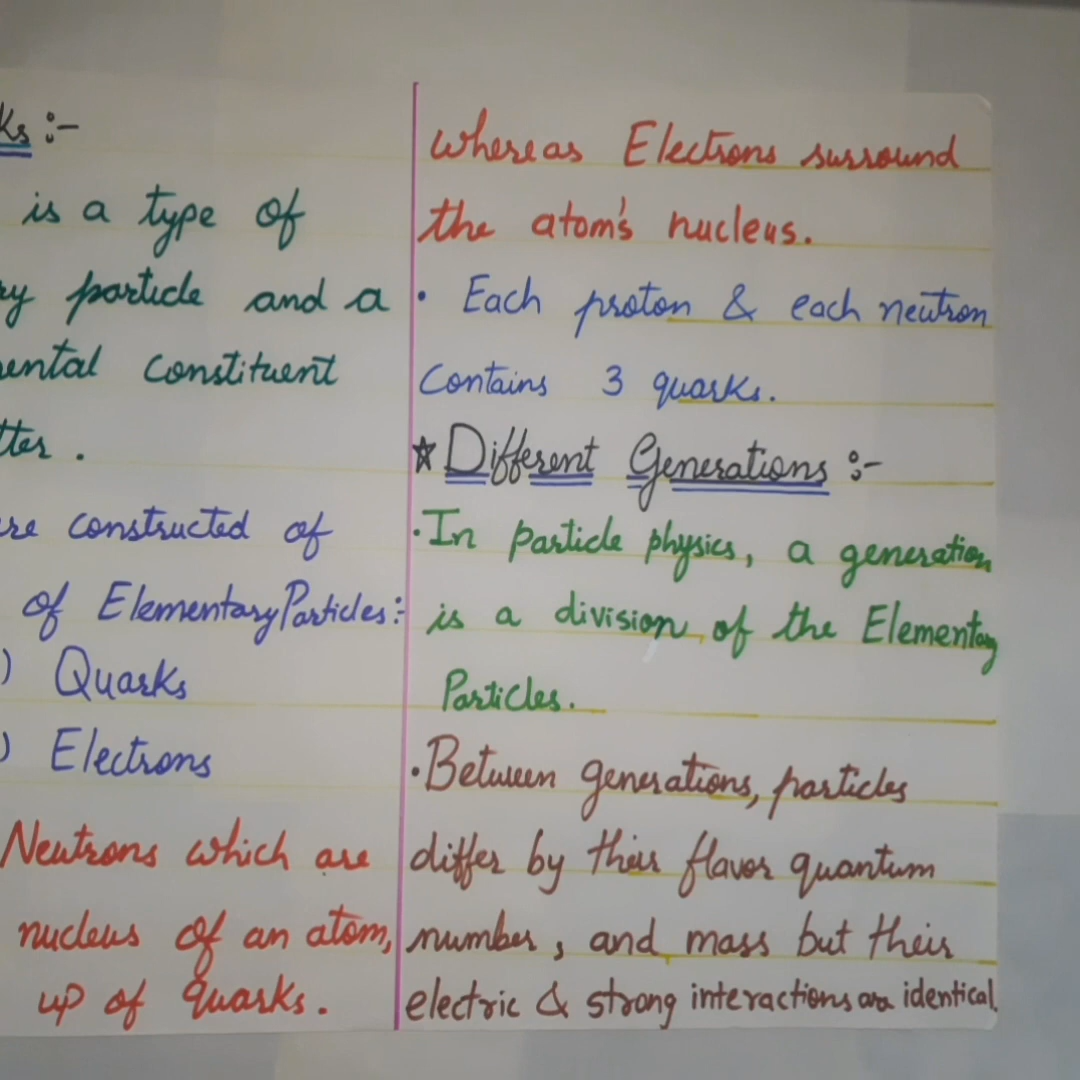 ks :-
is a type of
ry particle and a
mental constituent
tter .
are constructed of
of Elementary Particles:-
) Quarks
) Electrons
Neutrons which are
nucleus of an atom,
up of quarks.
whereas Electrons surround
the atom's nucleus.
• Each proton & each neutron
contains 3 quarks.
☆ Different Generations :-
• In particle physics, a generation
is a division of the Elementary
Particles.
• Between generations, particles
differ by their flavor quantum
number, and mass but their
electric & strong interactions are identical.